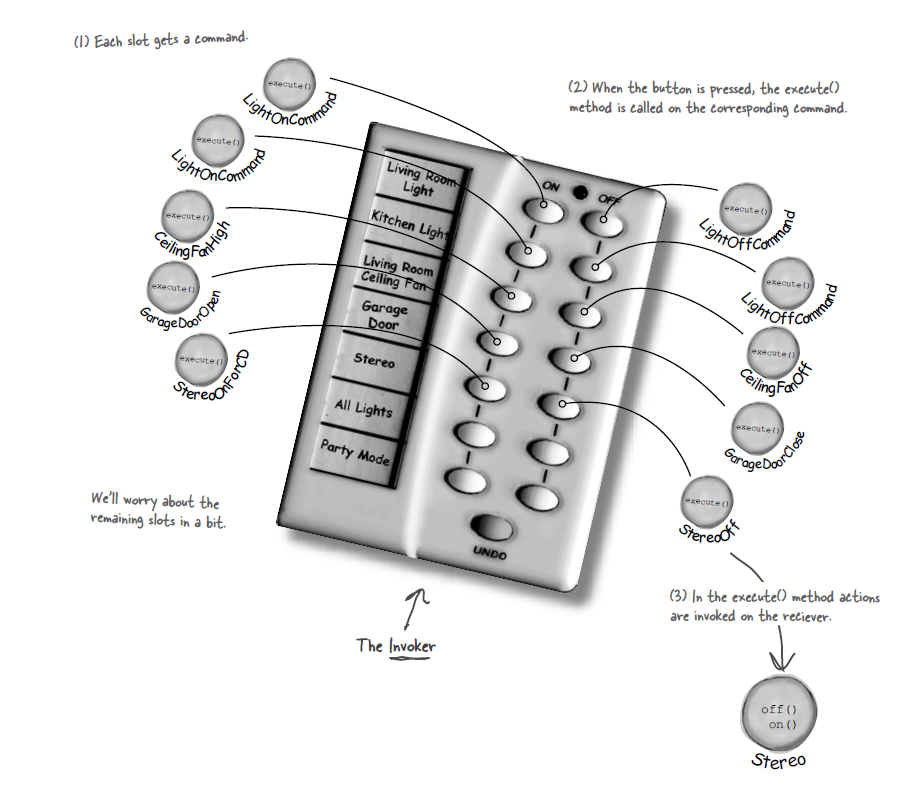 (1) Each slot gets a command.
(2) When the button is pressed, the execute()
method is called on the corresponding command.
execute()
LightOnCommand
execute()
LightOnCommand
execute()
CeilingFanHigh
execute()
GarageDoorOpen
execute()
StereoOnForCD
Living Room
Light
Kitchen Light
Living Room
Ceiling Fan
Garage
Door
Stereo
All Lights
Party Mode
ON
OFF
UNDO
execute()
LightOffCommand
execute()
LightOffCommand
execute()
CeilingFanOff
execute()
GarageDoorClose
execute()
StereoOff
We'll worry about the
remaining slots in a bit.
The Invoker
(3) In the execute() method actions
are invoked on the reciever.
off()
on()
Stereo